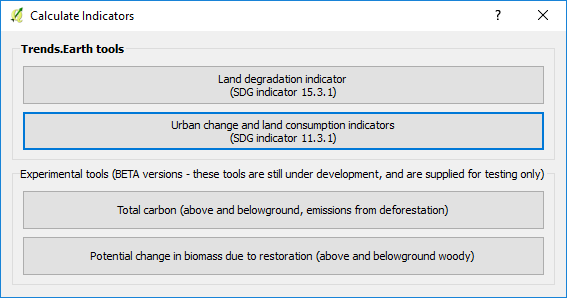 Calculate Indicators
?
Trends.Earth tools
Land degradation indicator
(SDG indicator 15.3.1)
Urban change and land consumption indicators
(SDG indicator 11.3.1)
Experimental tools (BETA versions - these tools are still under development, and are supplied for testing only)
Total carbon (above and belowground, emissions from deforestation)
Potential change in biomass due to restoration (above and belowground woody)